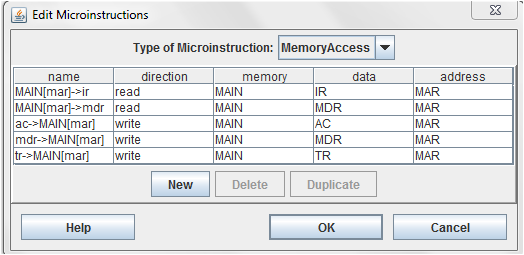 Edit Microinstructions
Type of Microinstruction: MemoryAccess
name direction memory data address
MAIN[mar]->ir read MAIN IR MAR
MAIN[mar]->mdr read MAIN MDR MAR
ac->MAIN[mar] write MAIN AC MAR
mdr->MAIN[mar] write MAIN MDR MAR
tr->MAIN[mar] write MAIN TR MAR
New Delete Duplicate
Help OK Cancel